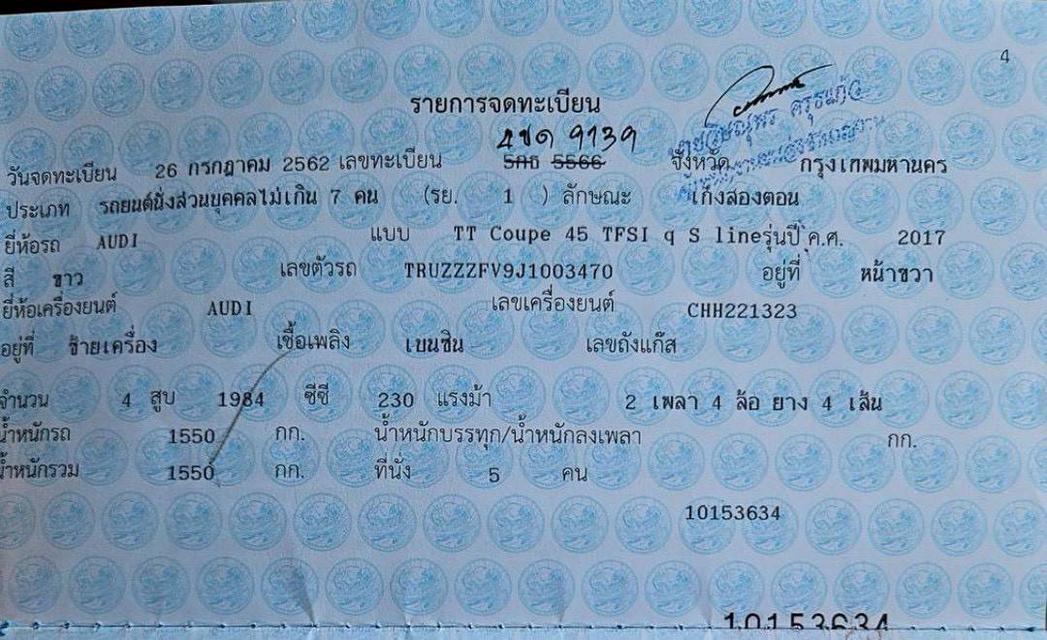 4
รายการจดทะเบียน
9139
วันจดทะเบียน 26 กรกฎาคม 2562 เลขทะเบียน 5566 จังหวัด กรุงเทพมหานคร
ประเภท รถยนต์นั่งส่วนบุคคลไม่เกิน 7 คน (รย. 1 ) ลักษณะ เก๋งสองตอน
ยี่ห้อรถ AUDI แบบ TT Coupe 45 TFSI q S line รุ่นปี ค.ศ. 2017
สี ขาว เลขตัวรถ TRUZZZFV9J1003470 อยู่ที่ หน้าขวา
ยี่ห้อเครื่องยนต์ AUDI เลขเครื่องยนต์ CHH221323
อยู่ที่ ซ้ายเครื่อง เชื้อเพลิง เบนซิน เลขถังแก๊ส
จำนวน 4 สูบ 1984 ซีซี 230 แรงม้า 2 เพลา 4 ล้อ ยาง 4 เส้น
น้ำหนักรถ 1550 กก. น้ำหนักบรรทุก/น้ำหนักลงเพลา กก.
น้ำหนักรวม 1550 กก. ที่นั่ง 5 คน
10153634
10153634